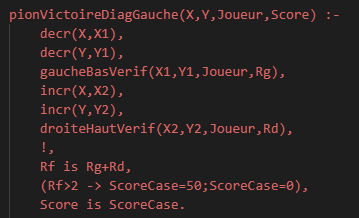 pionVictoireDiagGauche(X,Y,Joueur,Score) :-
    decr(X,X1),
    decr(Y,Y1),
    gaucheBasVerif(X1,Y1,Joueur,Rg),
    incr(X,X2),
    incr(Y,Y2),
    droiteHautVerif(X2,Y2,Joueur,Rd),
    !,
    Rf is Rg+Rd,
    (Rf>2 -> ScoreCase=50;ScoreCase=0),
    Score is ScoreCase.